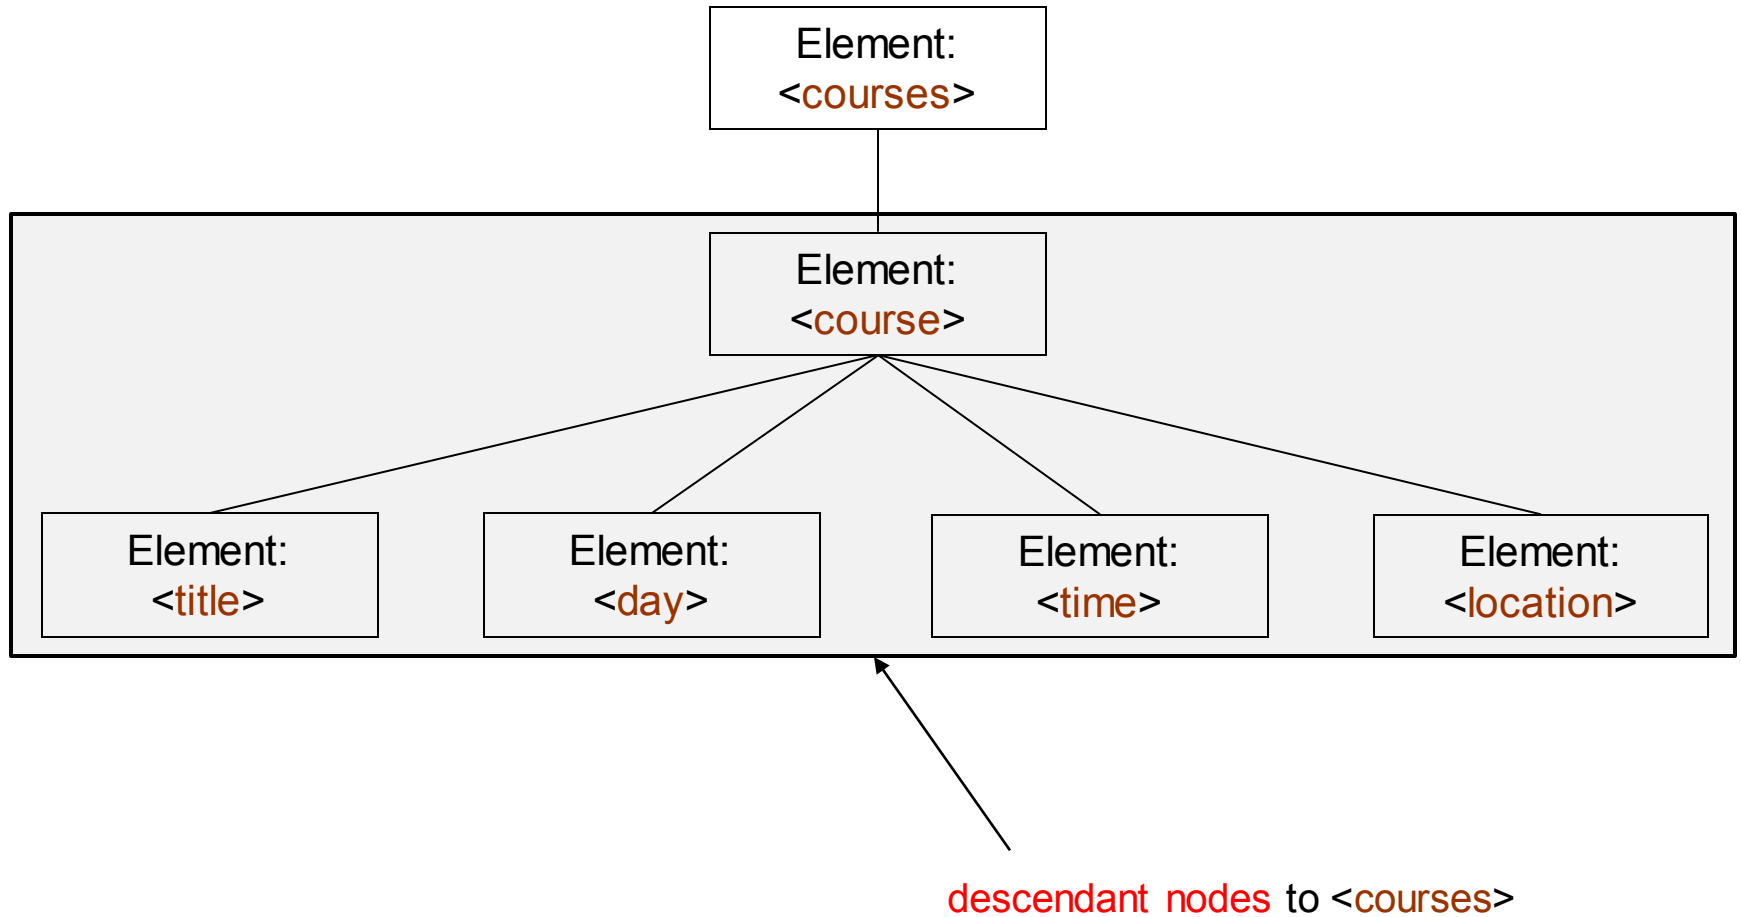 Element:
<courses>
Element:
<course>
Element:
<title>
Element:
<day>
Element:
<time>
Element:
<location>
descendant nodes to <courses>